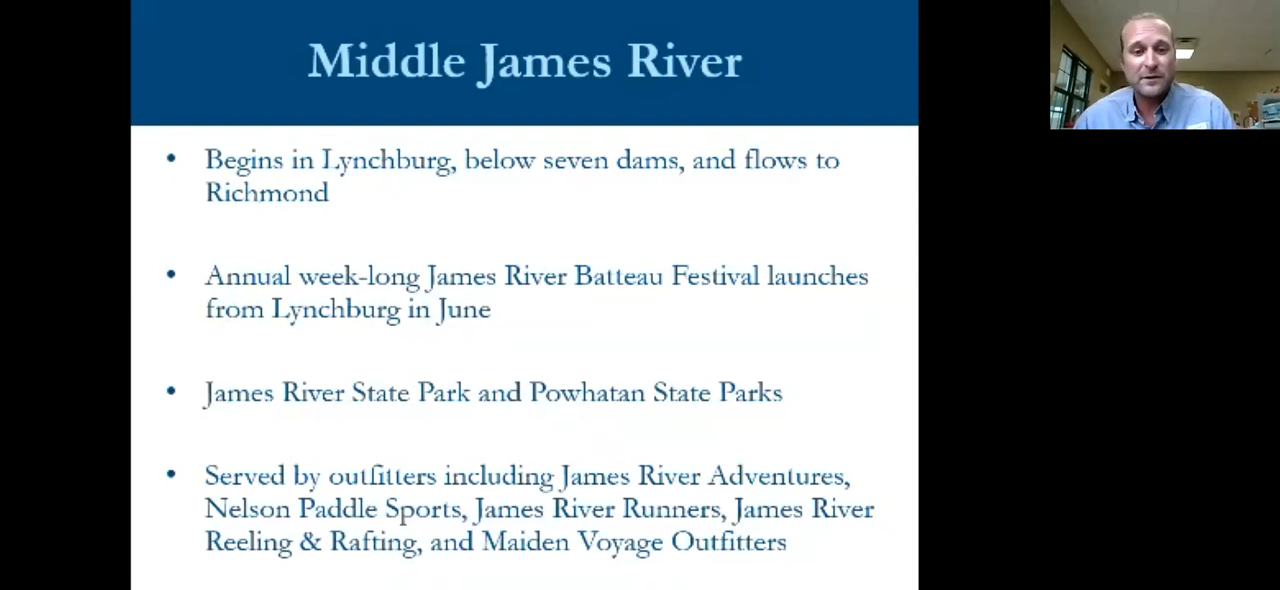 Middle James River
• Begins in Lynchburg, below seven dams, and flows to
Richmond
• Annual week-long James River Batteau Festival launches
from Lynchburg in June
• James River State Park and Powhatan State Parks
• Served by outfitters including James River Adventures,
Nelson Paddle Sports, James River Runners, James River
Reeling & Rafting, and Maiden Voyage Outfitters